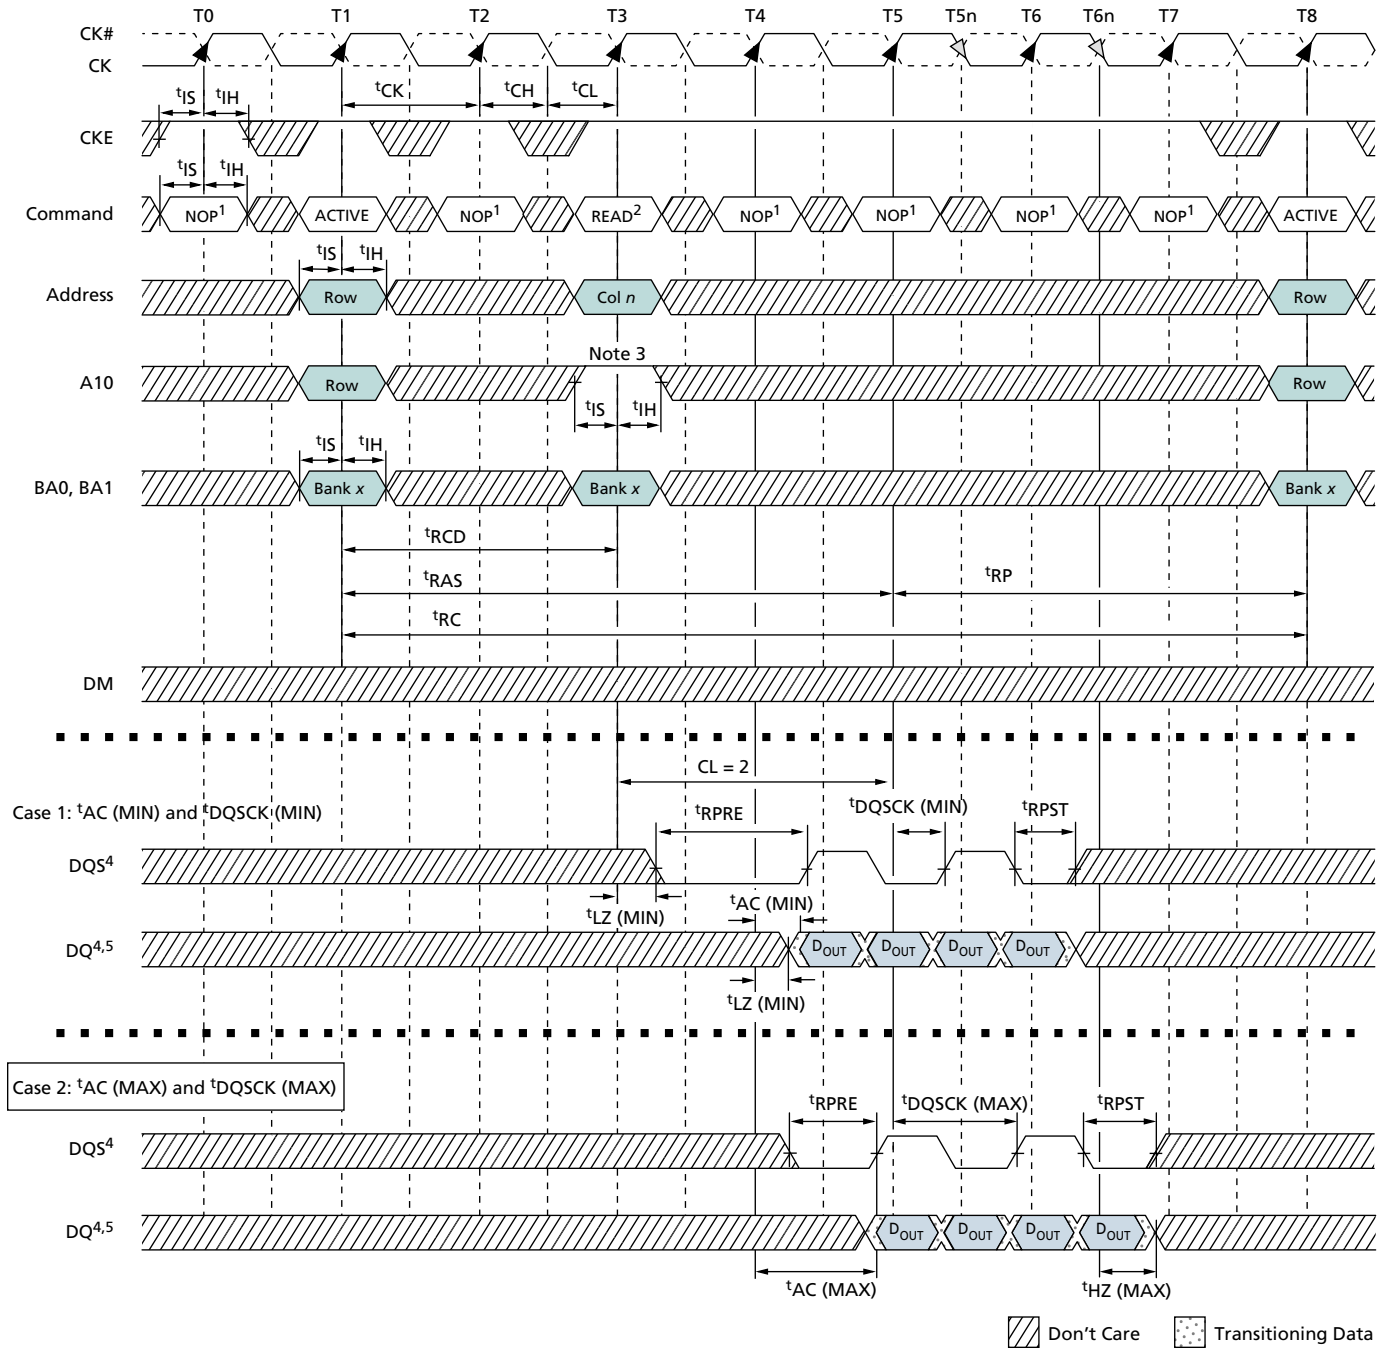 T0 T1 T2 T3 T4 T5 T5n T6 T6n T7 T8
CK#
CK
tCK tCH tCL
tIS tIH
CKE
tIS tIH
Command NOP1 ACTIVE NOP1 READ2 NOP1 NOP1 NOP1 NOP1 ACTIVE
tIS tIH
Address Row Col n Row
Note 3
A10 Row Row
tIS tIH
tIS tIH
BA0, BA1 Bank x Bank x Bank x
tRCD
tRAS tRP
tRC
DM
CL = 2
Case 1: tAC (MIN) and tDQSCK (MIN)
tRPRE tDQSCK (MIN) tRPST
DQS4
tLZ (MIN) tAC (MIN)
DQ4,5 DOUT DOUT DOUT DOUT
tLZ (MIN)
Case 2: tAC (MAX) and tDQSCK (MAX)
tRPRE tDQSCK (MAX) tRPST
DQS4
DQ4,5 DOUT DOUT DOUT DOUT
tAC (MAX) tHZ (MAX)
Don't Care Transitioning Data